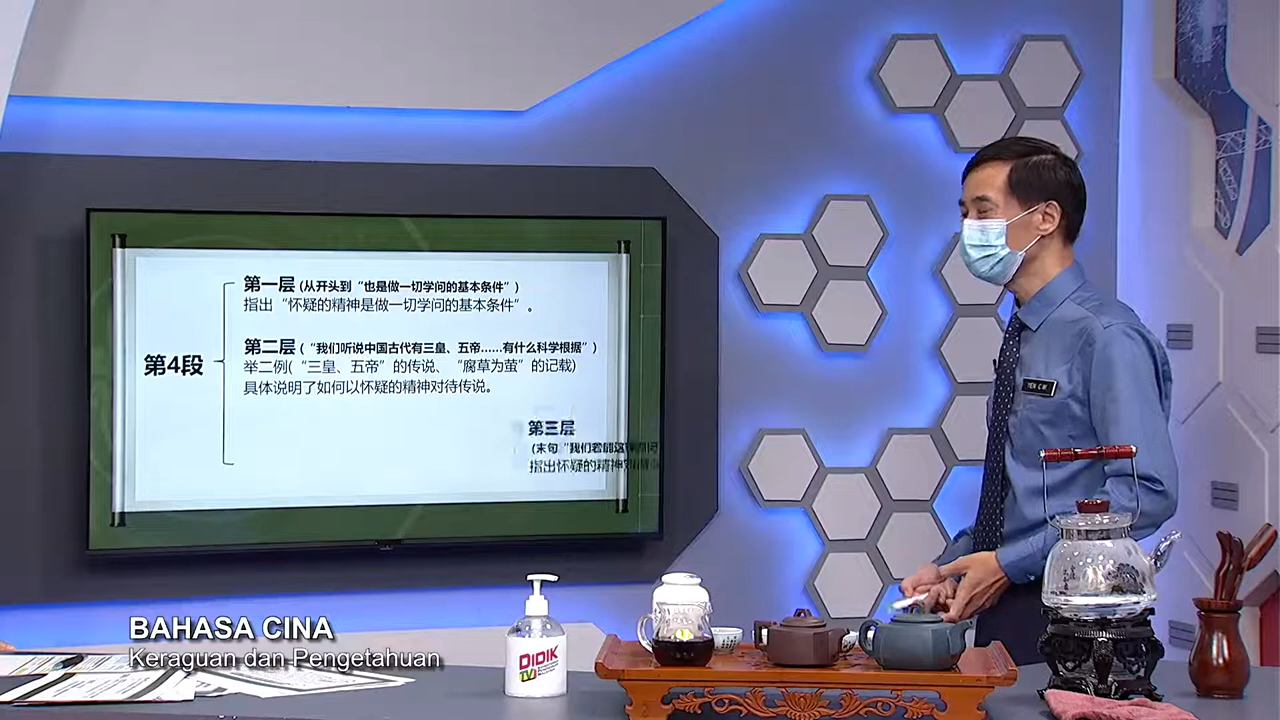 第4段
第一层 (从开头到“也是做一切学问的基本条件”)
指出“怀疑的精神是做一切学问的基本条件”。
第二层 (“我们听说中国古代有三皇、五帝……有什么科学根据”)
举二例(“三皇、五帝”的传说、“腐草为萤”的记载)
具体说明了如何以怀疑的精神对待传说。
第三层
(末句“我们若能这
指出怀疑的精神
YEN C W
DIDIK
TV
BAHASA CINA
Keraguan dan Pengetahuan